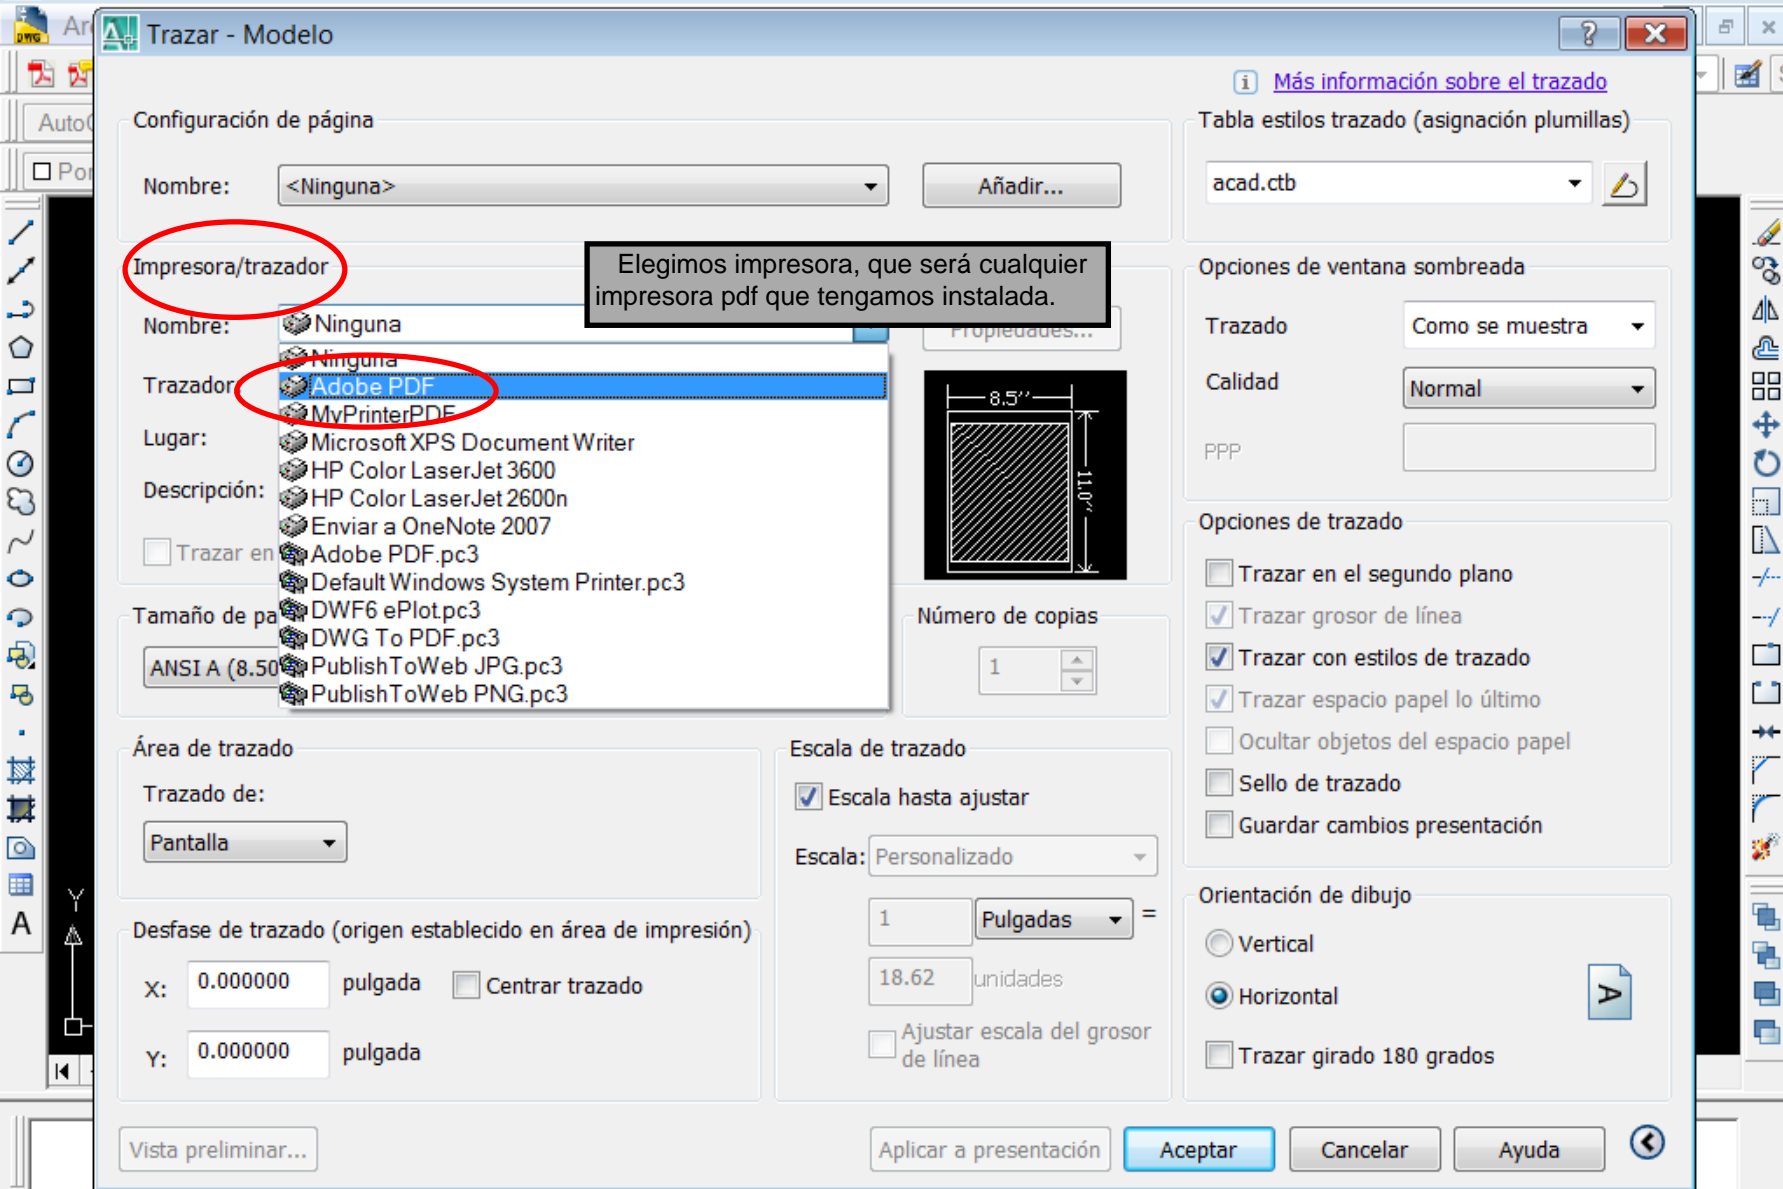 DWG
Trazar - Modelo
Más información sobre el trazado
Configuración de página
Tabla estilos trazado (asignación plumillas)
Nombre: <Ninguna> Añadir...
acad.ctb
Impresora/trazador
Elegimos impresora, que será cualquier
impresora pdf que tengamos instalada.
Opciones de ventana sombreada
Nombre: Ninguna Propiedades...
Trazado Como se muestra
Ninguna
Trazador
Adobe PDF
Calidad Normal
MyPrinterPDF
Lugar:
Microsoft XPS Document Writer
PPP
HP Color LaserJet 3600
Descripción:
HP Color LaserJet 2600n
Enviar a OneNote 2007
Trazar en
Adobe PDF.pc3
Default Windows System Printer.pc3
DWF6 ePlot.pc3
DWG To PDF.pc3
PublishToWeb JPG.pc3
PublishToWeb PNG.pc3
8.5''
11.0''
Opciones de trazado
Trazar en el segundo plano
Trazar grosor de línea
Trazar con estilos de trazado
Trazar espacio papel lo último
Ocultar objetos del espacio papel
Sello de trazado
Guardar cambios presentación
Tamaño de pa
ANSI A (8.50
Número de copias
1
Área de trazado
Trazado de:
Pantalla
Escala de trazado
Escala hasta ajustar
Escala: Personalizado
1 Pulgadas =
18.62 unidades
Ajustar escala del grosor
de línea
Desfase de trazado (origen establecido en área de impresión)
X: 0.000000 pulgada Centrar trazado
Y: 0.000000 pulgada
Orientación de dibujo
Vertical
Horizontal
A
Trazar girado 180 grados
Vista preliminar... Aplicar a presentación Aceptar Cancelar Ayuda
Y
A